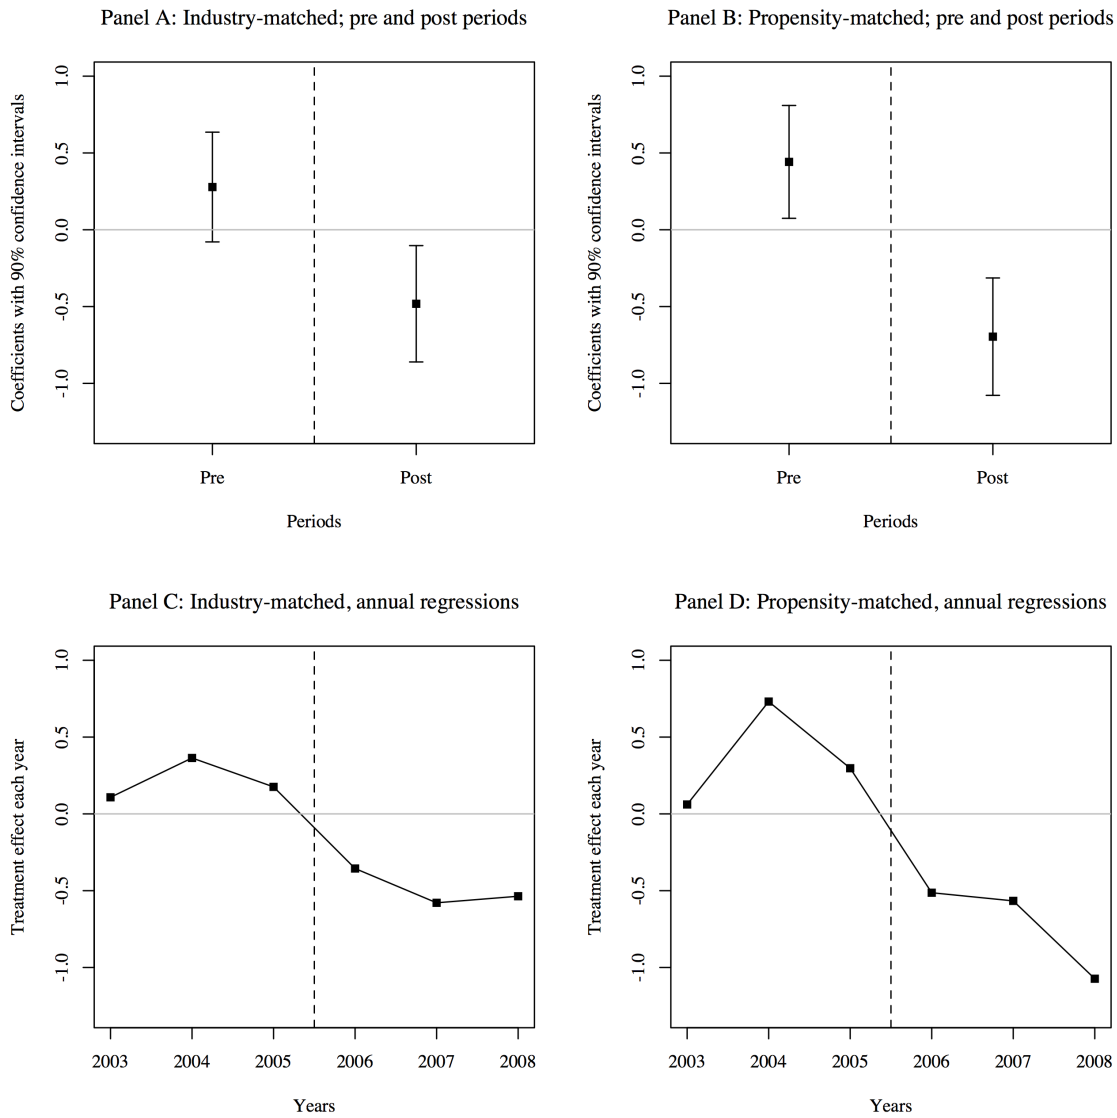 Panel A: Industry-matched; pre and post periods
Coefficients with 90% confidence intervals
1.0
0.5
0.0
-0.5
-1.0
Pre
Post
Periods
Panel B: Propensity-matched; pre and post periods
Coefficients with 90% confidence intervals
1.0
0.5
0.0
-0.5
-1.0
Pre
Post
Periods
Panel C: Industry-matched, annual regressions
Treatment effect each year
1.0
0.5
0.0
-0.5
-1.0
2003 2004 2005 2006 2007 2008
Years
Panel D: Propensity-matched, annual regressions
Treatment effect each year
1.0
0.5
0.0
-0.5
-1.0
2003 2004 2005 2006 2007 2008
Years